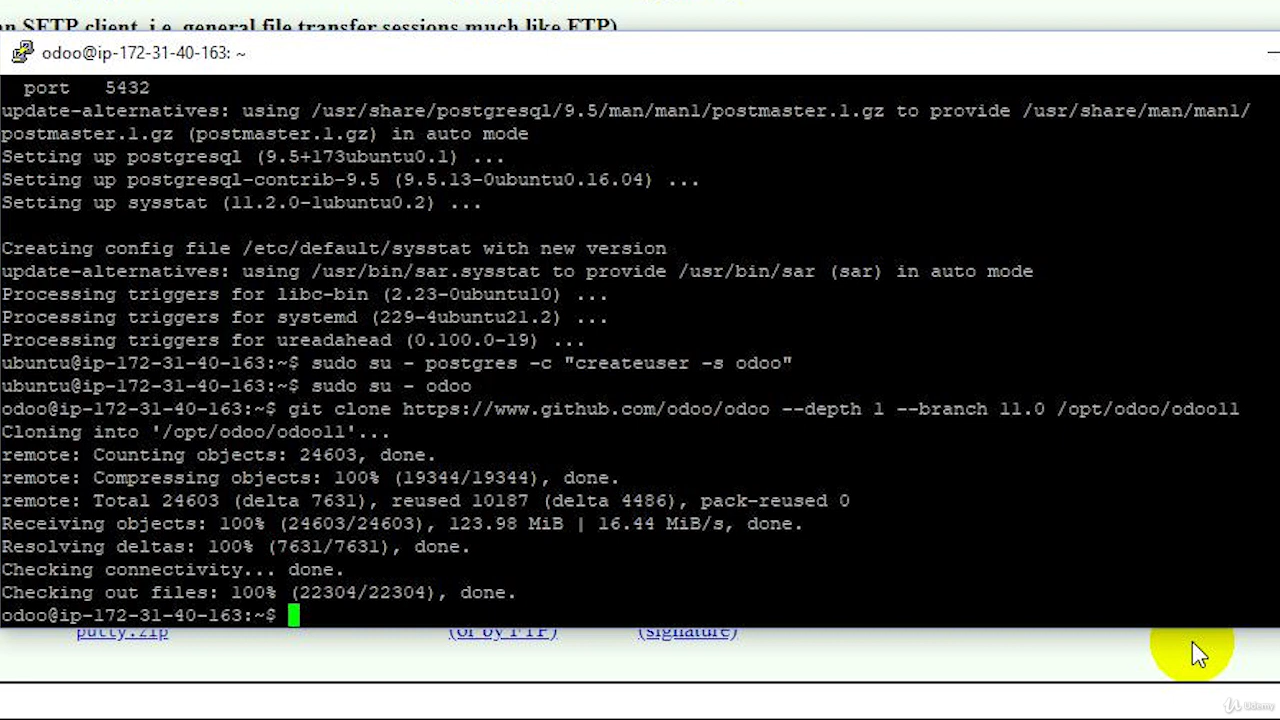 an SFTP client, i.e. general file transfer sessions much like FTP)
odoo@ip-172-31-40-163: ~
port   5432
update-alternatives: using /usr/share/postgresql/9.5/man/man1/postmaster.1.gz to provide /usr/share/man/man1/
postmaster.1.gz (postmaster.1.gz) in auto mode
Setting up postgresql (9.5+173ubuntu0.1) ...
Setting up postgresql-contrib-9.5 (9.5.13-0ubuntu0.16.04) ...
Setting up sysstat (11.2.0-1ubuntu0.2) ...
Creating config file /etc/default/sysstat with new version
update-alternatives: using /usr/bin/sar.sysstat to provide /usr/bin/sar (sar) in auto mode
Processing triggers for libc-bin (2.23-0ubuntu10) ...
Processing triggers for systemd (229-4ubuntu21.2) ...
Processing triggers for ureadahead (0.100.0-19) ...
ubuntu@ip-172-31-40-163:~$ sudo su - postgres -c "createuser -s odoo"
ubuntu@ip-172-31-40-163:~$ sudo su - odoo
odoo@ip-172-31-40-163:~$ git clone https://www.github.com/odoo/odoo --depth 1 --branch 11.0 /opt/odoo/odoo11
Cloning into '/opt/odoo/odoo11'...
remote: Counting objects: 24603, done.
remote: Compressing objects: 100% (19344/19344), done.
remote: Total 24603 (delta 7631), reused 10187 (delta 4486), pack-reused 0
Receiving objects: 100% (24603/24603), 123.98 MiB | 16.44 MiB/s, done.
Resolving deltas: 100% (7631/7631), done.
Checking connectivity... done.
Checking out files: 100% (22304/22304), done.
odoo@ip-172-31-40-163:~$
putty.zip (or by FTP) (signature)
Udemy